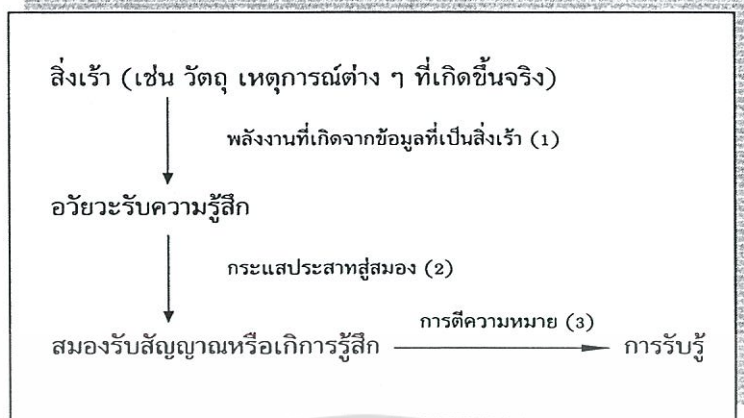 สิ่งเร้า (เช่น วัตถุ เหตุการณ์ต่าง ๆ ที่เกิดขึ้นจริง)
พลังงานที่เกิดจากข้อมูลที่เป็นสิ่งเร้า (1)
อวัยวะรับความรู้สึก
กระแสประสาทสู่สมอง (2)
การตีความหมาย (3)
สมองรับสัญญาณหรือเกิการรู้สึก การรับรู้